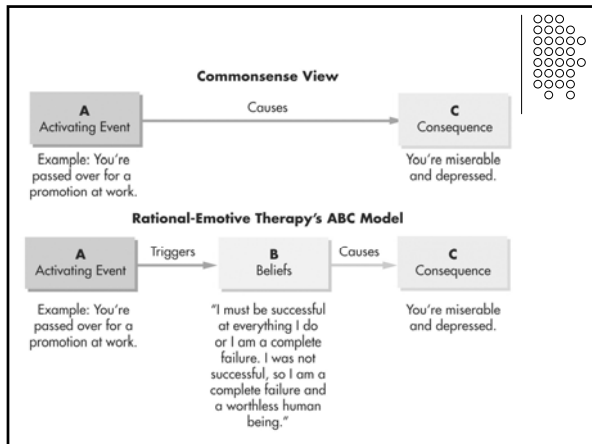 Commonsense View
A
Activating Event
Causes
C
Consequence
Example: You're
passed over for a
promotion at work.
You're miserable
and depressed.
Rational-Emotive Therapy's ABC Model
A
Activating Event
Triggers
B
Beliefs
Causes
C
Consequence
Example: You're
passed over for a
promotion at work.
"I must be successful
at everything I do
or I am a complete
failure. I was not
successful, so I am a
complete failure and
a worthless human
being."
You're miserable
and depressed.